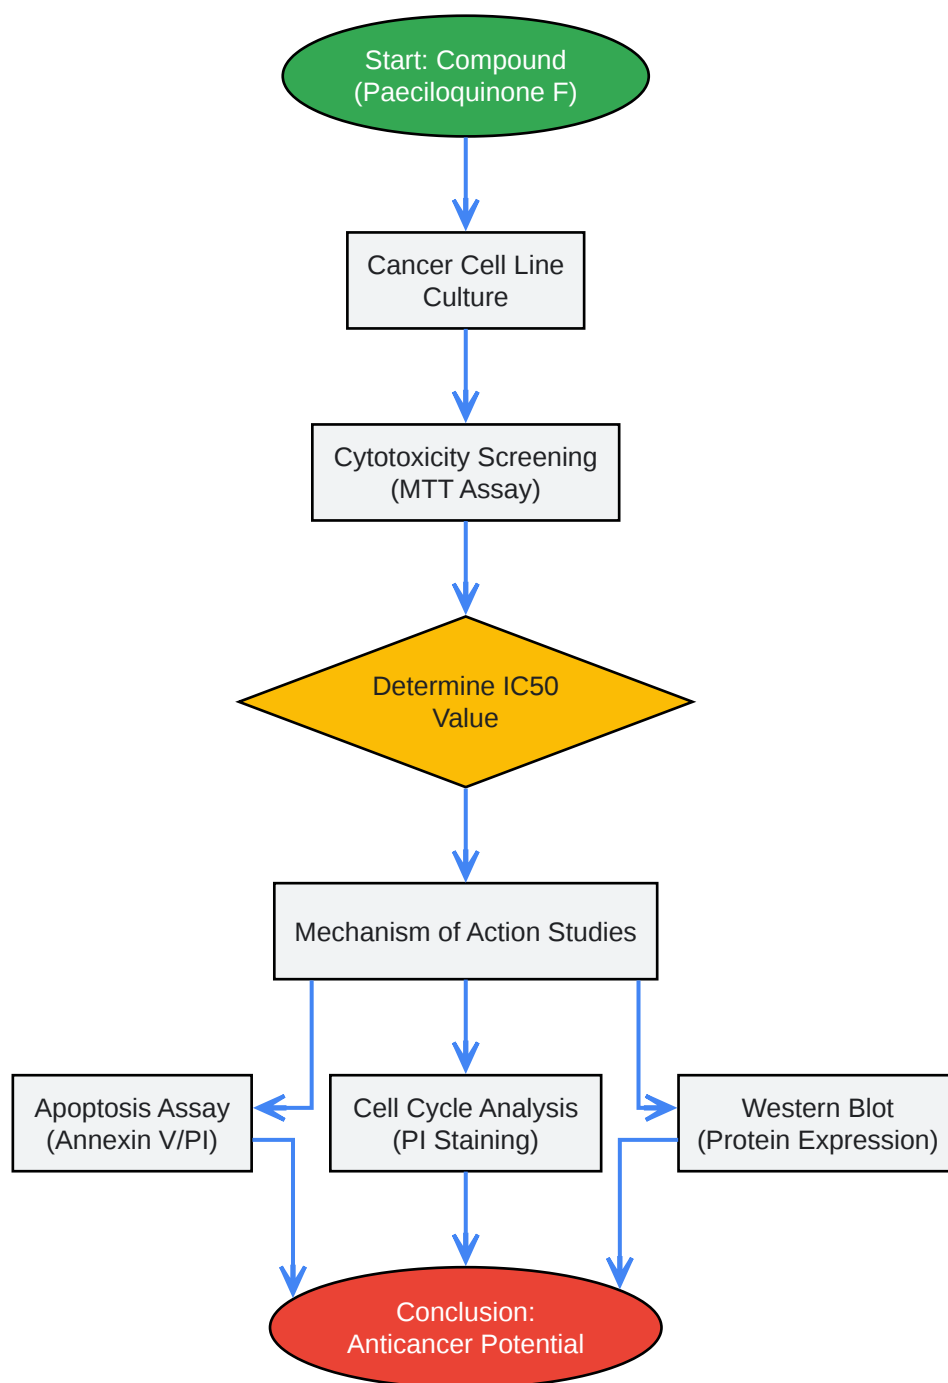 Start: Compound
(Paeciloquinone F)
Cancer Cell Line
Culture
Cytotoxicity Screening
(MTT Assay)
Determine IC50
Value
Mechanism of Action Studies
Apoptosis Assay
(Annexin V/PI)
Cell Cycle Analysis
(PI Staining)
Western Blot
(Protein Expression)
Conclusion:
Anticancer Potential